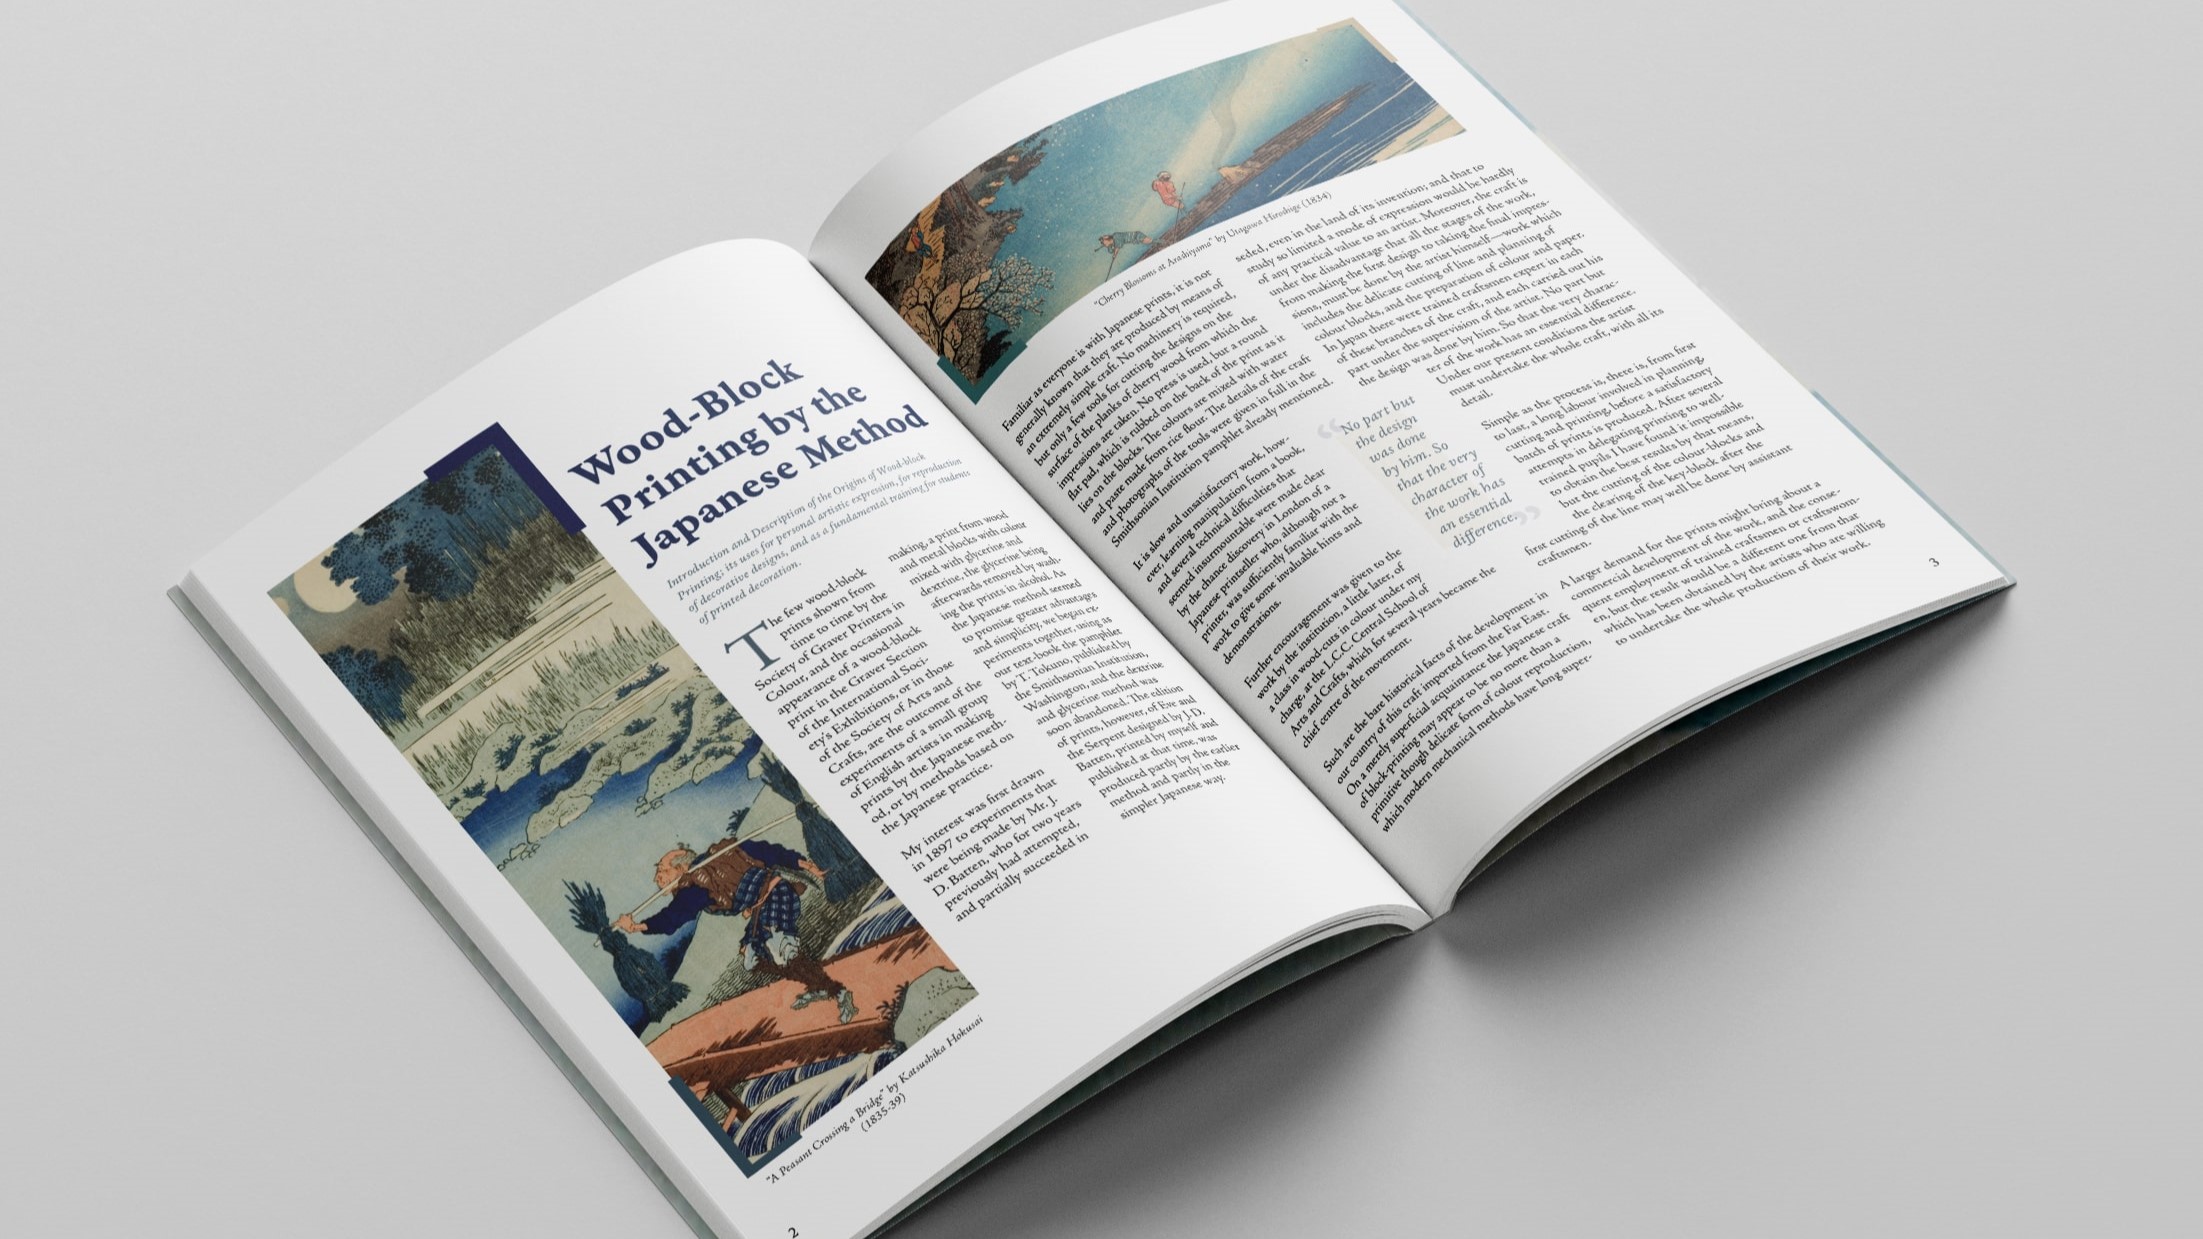 Wood-Block
Printing by the
Japanese Method
Introduction and Description of the Origins of Wood-block
Printing; its uses for personal artistic expression, for reproduction
of decorative designs, and as a fundamental training for students
of printed decoration.
The few wood-block
prints shown from
time to time by the
Society of Graver Printers in
Colour, and the occasional
appearance of a wood-block
print in the Graver Section
of the International Soci-
ety's Exhibitions, or in those
of the Society of Arts and
Crafts, are the outcome of the
experiments of a small group
of English artists in making
prints by the Japanese meth-
od, or by methods based on
the Japanese practice.
My interest was first drawn
in 1897 to experiments that
were being made by Mr. J.
D. Batten, who for two years
previously had attempted,
and partially succeeded in
making, a print from wood
and metal blocks with colour
mixed with glycerine and
dextrine, the glycerine being
afterwards removed by wash-
ing the prints in alcohol. As
the Japanese method seemed
to promise greater advantages
and simplicity, we began ex-
periments together, using as
our text-book the pamphlet
by T. Tokuno, published by
the Smithsonian Institution,
Washington, and the dextrine
and glycerine method was
soon abandoned. The edition
of prints, however, of Eve and
the Serpent designed by J.D.
Batten, printed by myself and
published at that time, was
produced partly by the earlier
method and partly in the
simpler Japanese way.
"A Peasant Crossing a Bridge" by Katsushika Hokusai
(1835-39)
2
"Cherry Blossoms at Arashiyama" by Utagawa Hiroshige (1834)
Familiar as everyone is with Japanese prints, it is not
generally known that they are produced by means of
an extremely simple craft. No machinery is required,
but only a few tools for cutting the designs on the
surface of the planks of cherry wood from which the
impressions are taken. No press is used, but a round
flat pad, which is rubbed on the back of the print as it
lies on the blocks. The colours are mixed with water
and paste made from rice flour. The details of the craft
and photographs of the tools were given in full in the
Smithsonian Institution pamphlet already mentioned.
It is slow and unsatisfactory work, how-
ever, learning manipulation from a book,
and several technical difficulties that
seemed insurmountable were made clear
by the chance discovery in London of a
Japanese printseller who, although not a
printer, was sufficiently familiar with the
work to give some invaluable hints and
demonstrations.
Further encouragement was given to the
work by the institution, a little later, of
a class in wood-cuts in colour under my
charge, at the L.C.C. Central School of
Arts and Crafts, which for several years became the
chief centre of the movement.
Such are the bare historical facts of the development in
our country of this craft imported from the Far East.
On a merely superficial acquaintance the Japanese craft
of block-printing may appear to be no more than a
primitive though delicate form of colour reproduction,
which modern mechanical methods have long super-
seded, even in the land of its invention; and that to
study so limited a mode of expression would be hardly
of any practical value to an artist. Moreover, the craft is
under the disadvantage that all the stages of the work,
from making the first design to taking the final impres-
sions, must be done by the artist himself—work which
includes the delicate cutting of line and planning of
colour blocks, and the preparation of colour and paper.
In Japan there were trained craftsmen expert in each
of these branches of the craft, and each carried out his
part under the supervision of the artist. No part but
the design was done by him. So that the very charac-
ter of the work has an essential difference.
Under our present conditions the artist
must undertake the whole craft, with all its
detail.
“No part but
the design
was done
by him. So
that the very
character of
the work has
an essential
difference.”
Simple as the process is, there is, from first
to last, a long labour involved in planning,
cutting and printing, before a satisfactory
batch of prints is produced. After several
attempts in delegating printing to well-
trained pupils I have found it impossible
to obtain the best results by that means,
but the cutting of the colour-blocks and
the clearing of the key-block after the
first cutting of the line may well be done by assistant
craftsmen.
A larger demand for the prints might bring about a
commercial development of the work, and the conse-
quent employment of trained craftsmen or craftswom-
en, but the result would be a different one from that
which has been obtained by the artists who are willing
to undertake the whole production of their work.
3